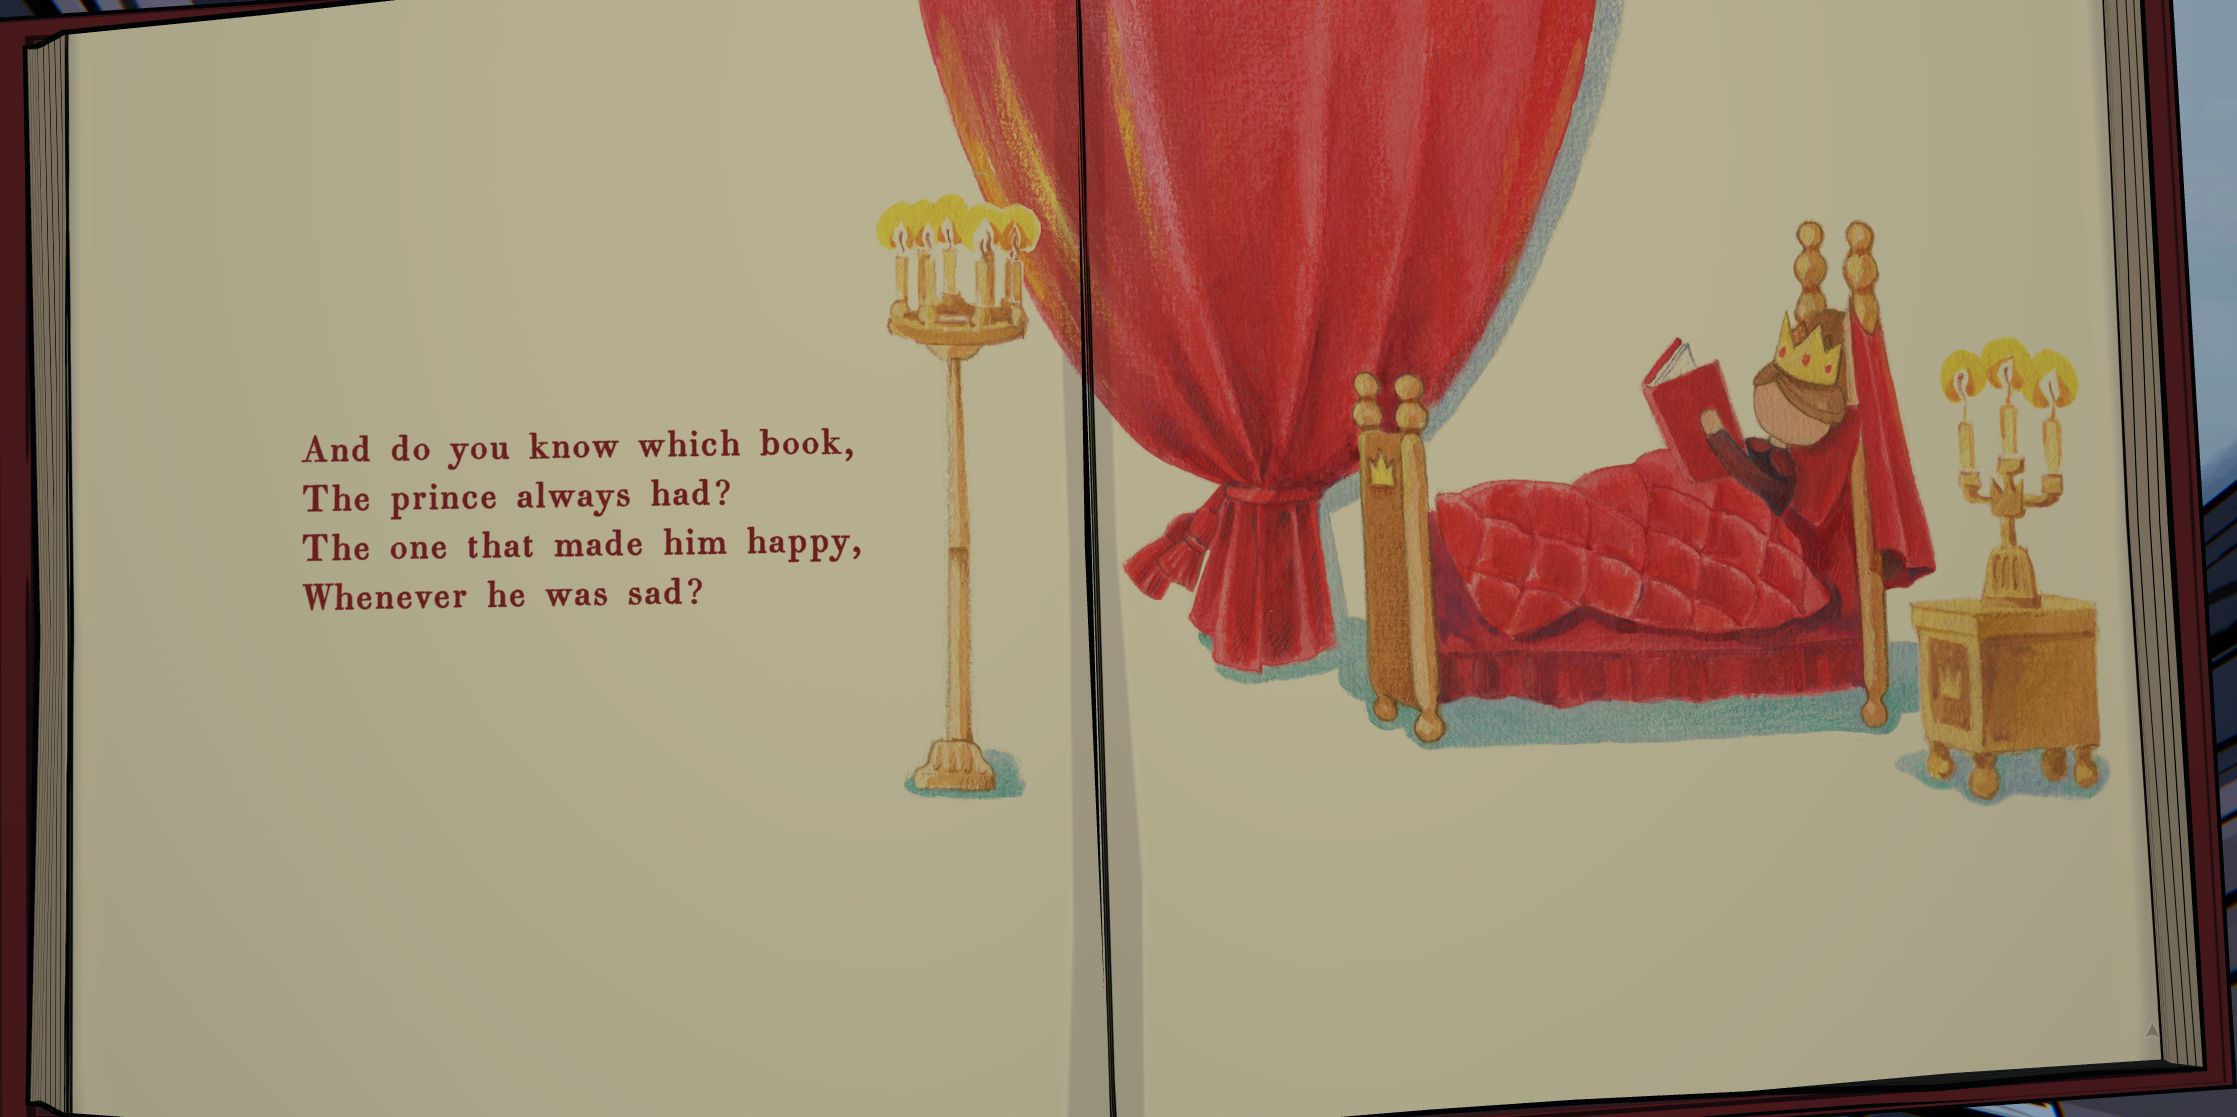 And do you know which book,
The prince always had?
The one that made him happy,
Whenever he was sad?